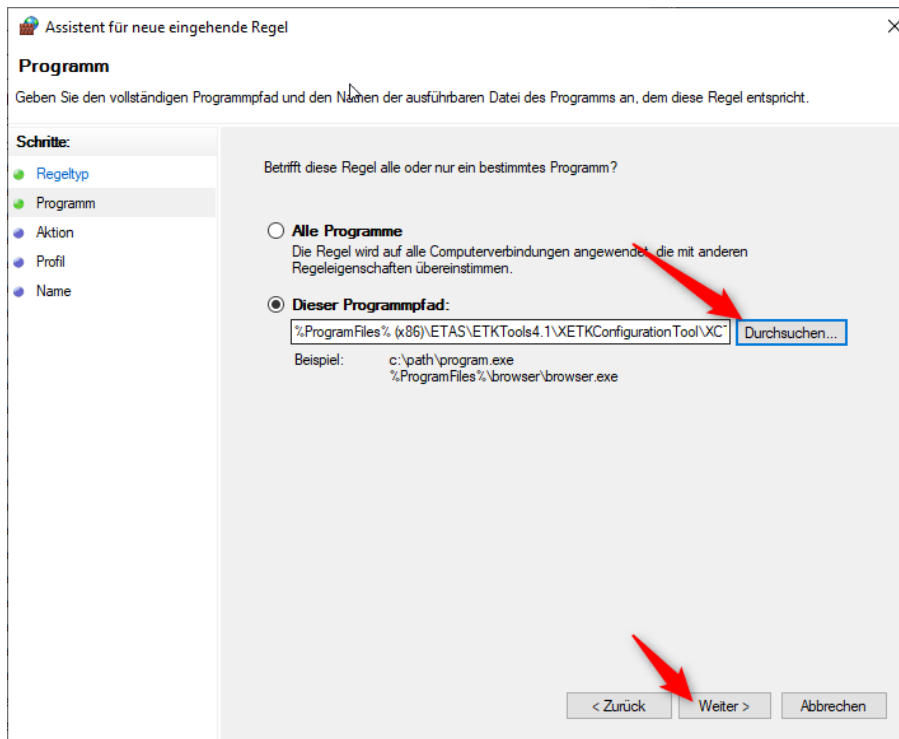 Assistent für neue eingehende Regel
Programm
Geben Sie den vollständigen Programmpfad und den Namen der ausführbaren Datei des Programms an, dem diese Regel entspricht.
Schritte:
Regeltyp
Programm
Aktion
Profil
Name
Betrifft diese Regel alle oder nur ein bestimmtes Programm?
Alle Programme
Die Regel wird auf alle Computerverbindungen angewendet, die mit anderen
Regeleigenschaften übereinstimmen.
Dieser Programmpfad:
%ProgramFiles% (x86)\ETAS\ETKTools4.1\XETKConfigurationTool\XC
Durchsuchen...
Beispiel:
c:\path\program.exe
%ProgramFiles%\browser\browser.exe
< Zurück
Weiter >
Abbrechen